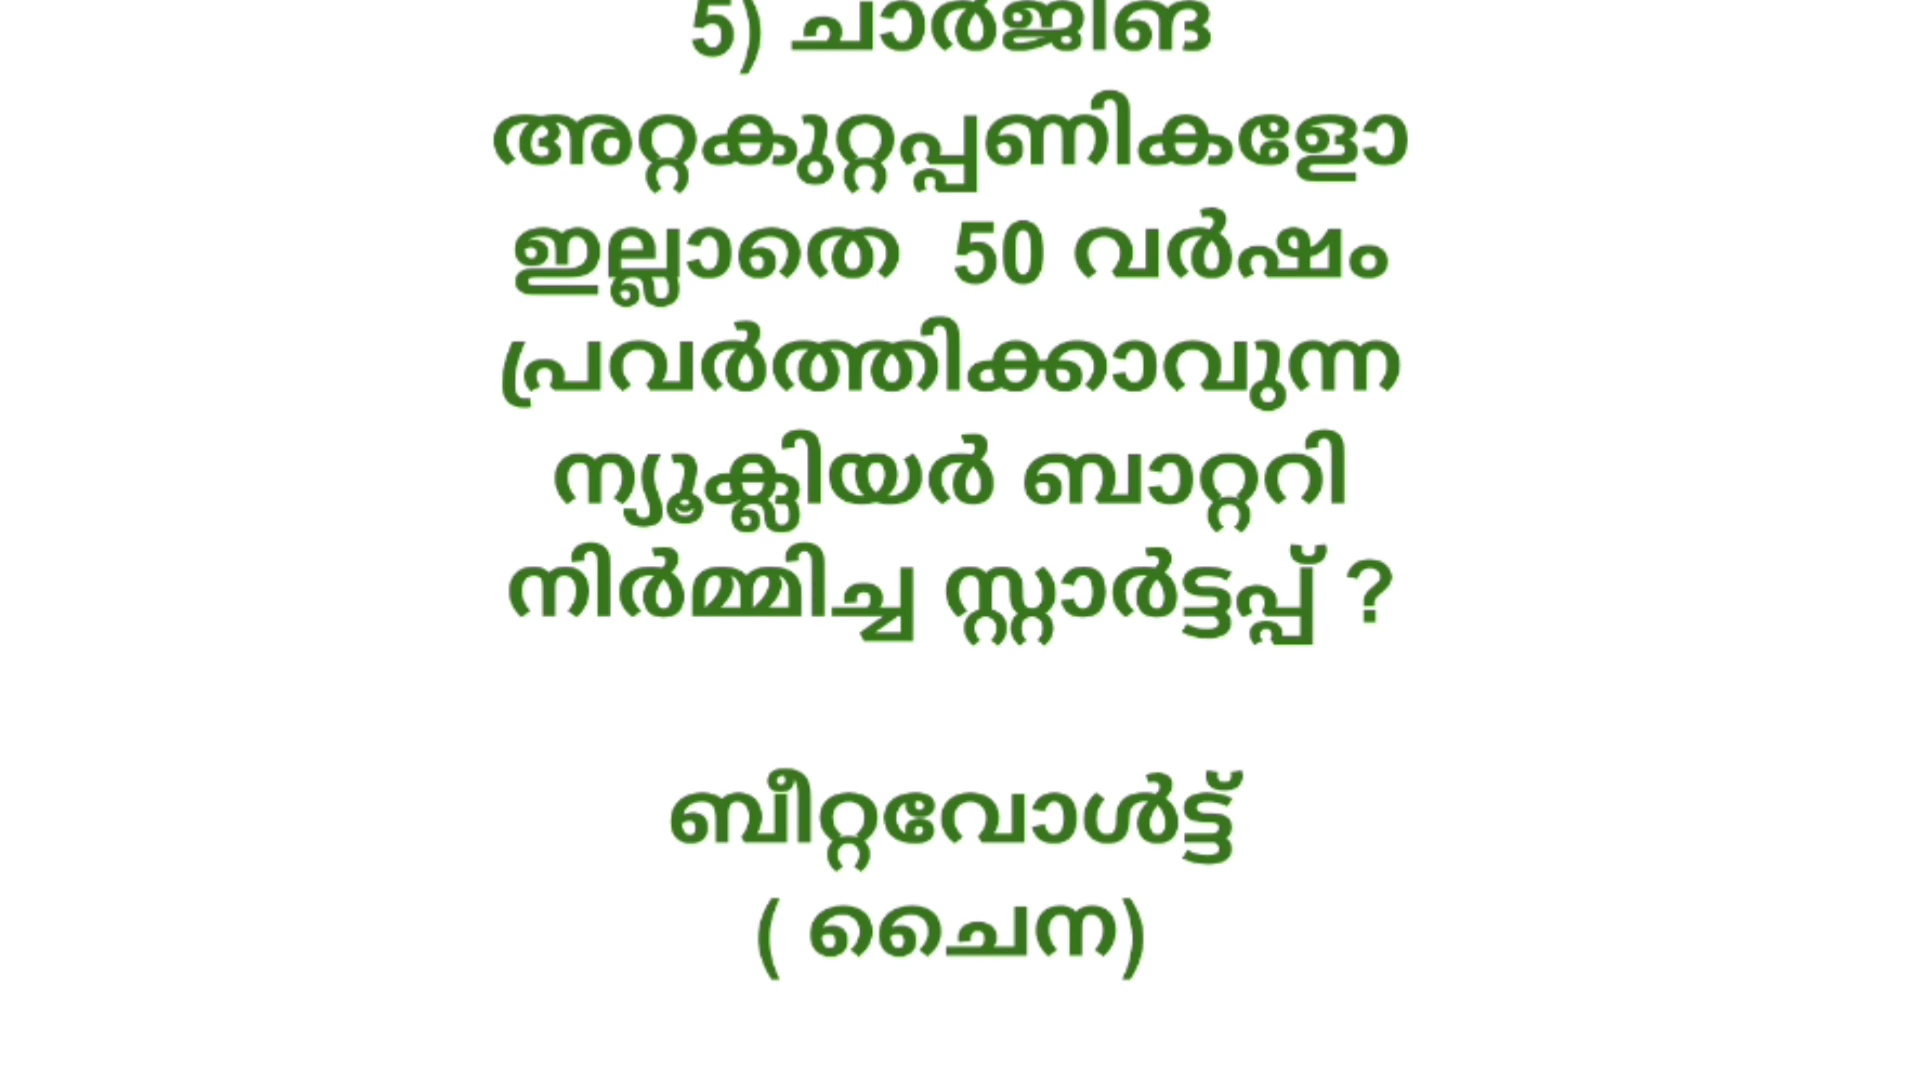 5) ചാർജിങ്
അറ്റകുറ്റപ്പണികളോ
ഇല്ലാതെ 50 വർഷം
പ്രവർത്തിക്കാവുന്ന
ന്യൂക്ലിയർ ബാറ്ററി
നിർമ്മിച്ച സ്റ്റാർട്ടപ്പ് ?
ബീറ്റവോൾട്ട്
( ചൈന)